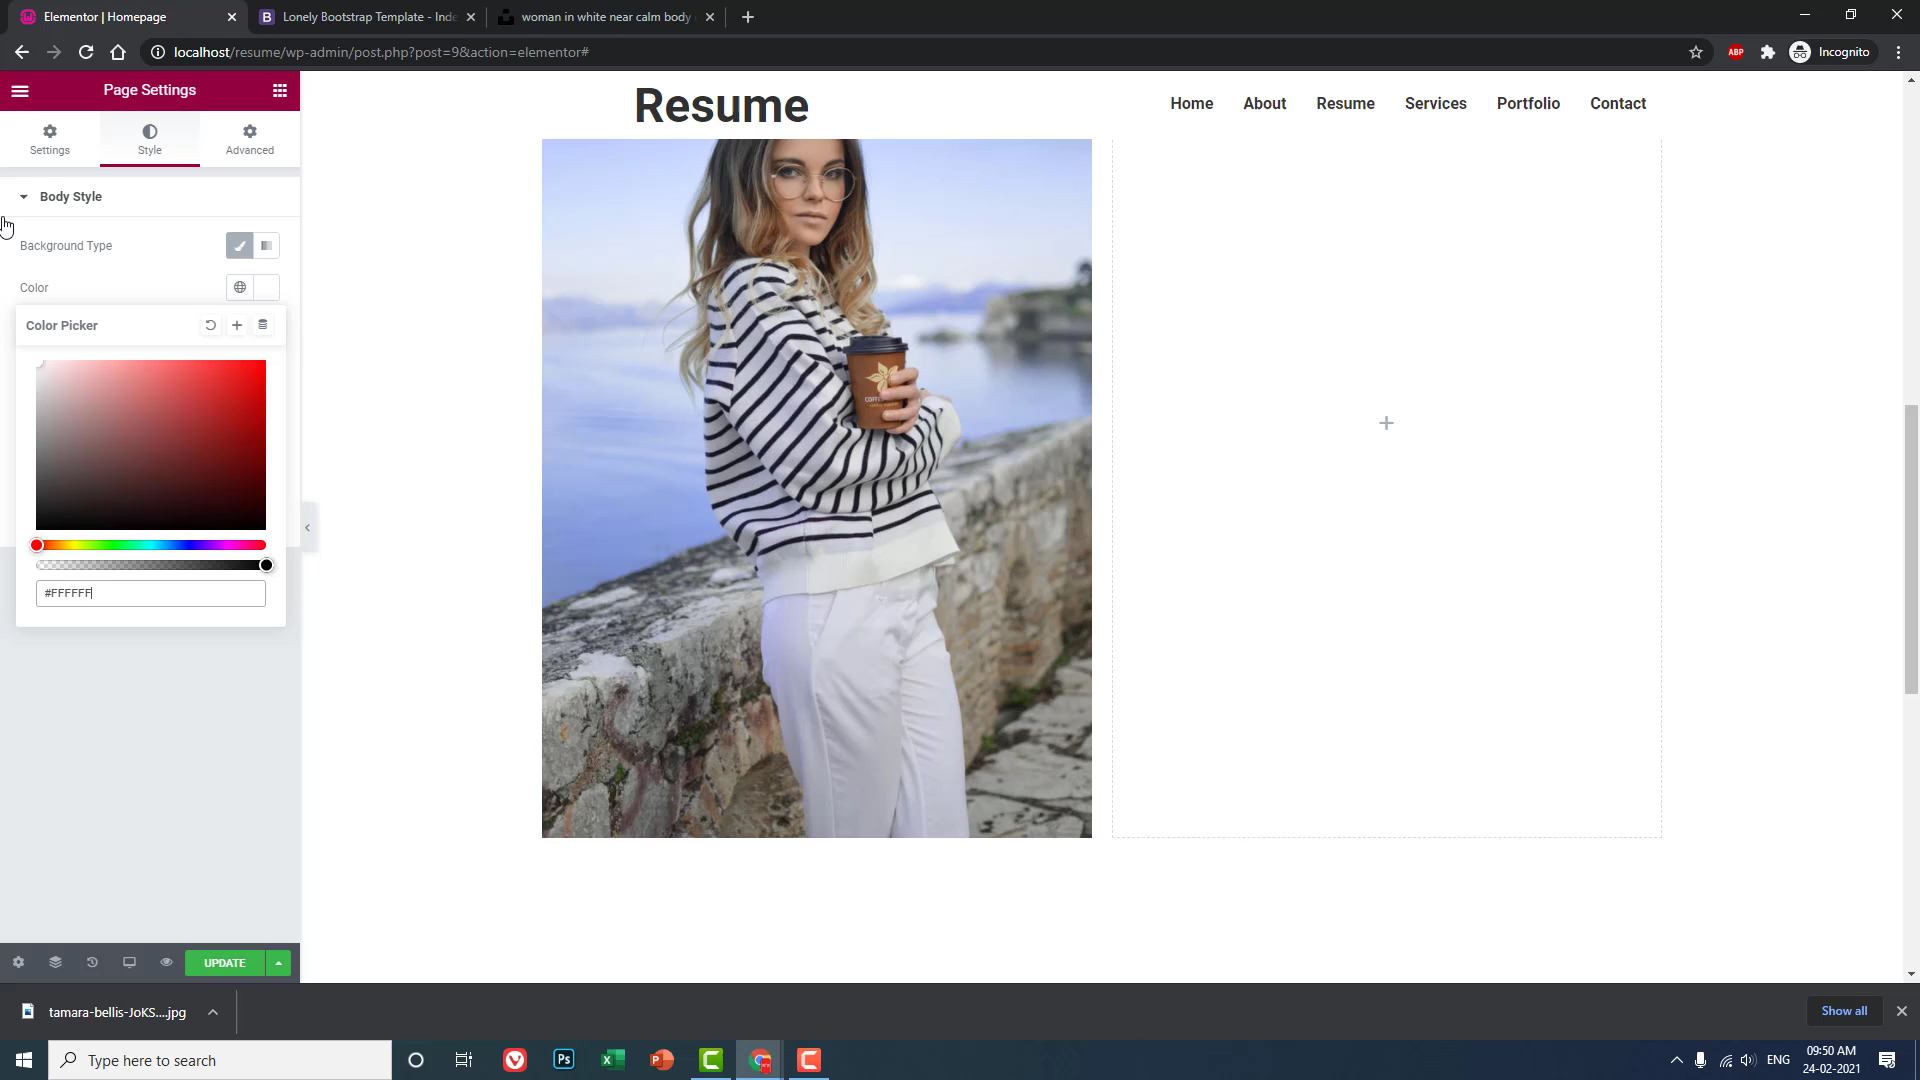 Elementor | Homepage
Lonely Bootstrap Template - Inde
woman in white near calm body
localhost/resume/wp-admin/post.php?post=9&action=elementor#
ABP
Incognito
Page Settings
Settings
Style
Advanced
Body Style
Background Type
Color
Color Picker
#FFFFFF
UPDATE
Resume
Home
About
Resume
Services
Portfolio
Contact
tamara-bellis-JoKS....jpg
Show all
Type here to search
Ps
ENG
09:50 AM
24-02-2021